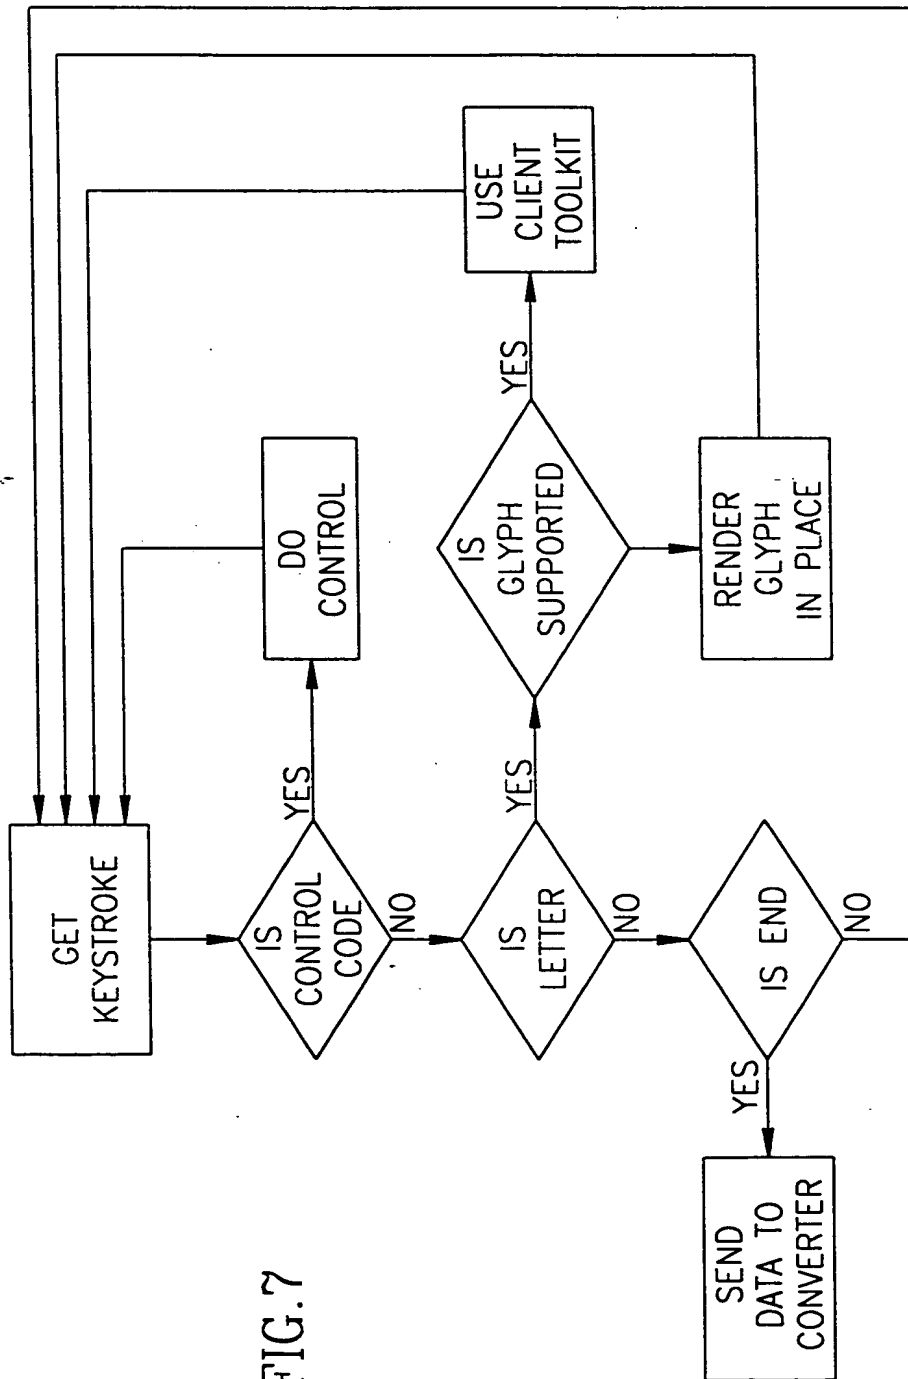 GET
KEYSTROKE
IS
CONTROL
CODE
YES
DO
CONTROL
NO
IS
LETTER
YES
IS
GLYPH
SUPPORTED
YES
USE
CLIENT
TOOLKIT
RENDER
GLYPH
IN PLACE
NO
IS END
NO
YES
SEND
DATA TO
CONVERTER
FIG.7